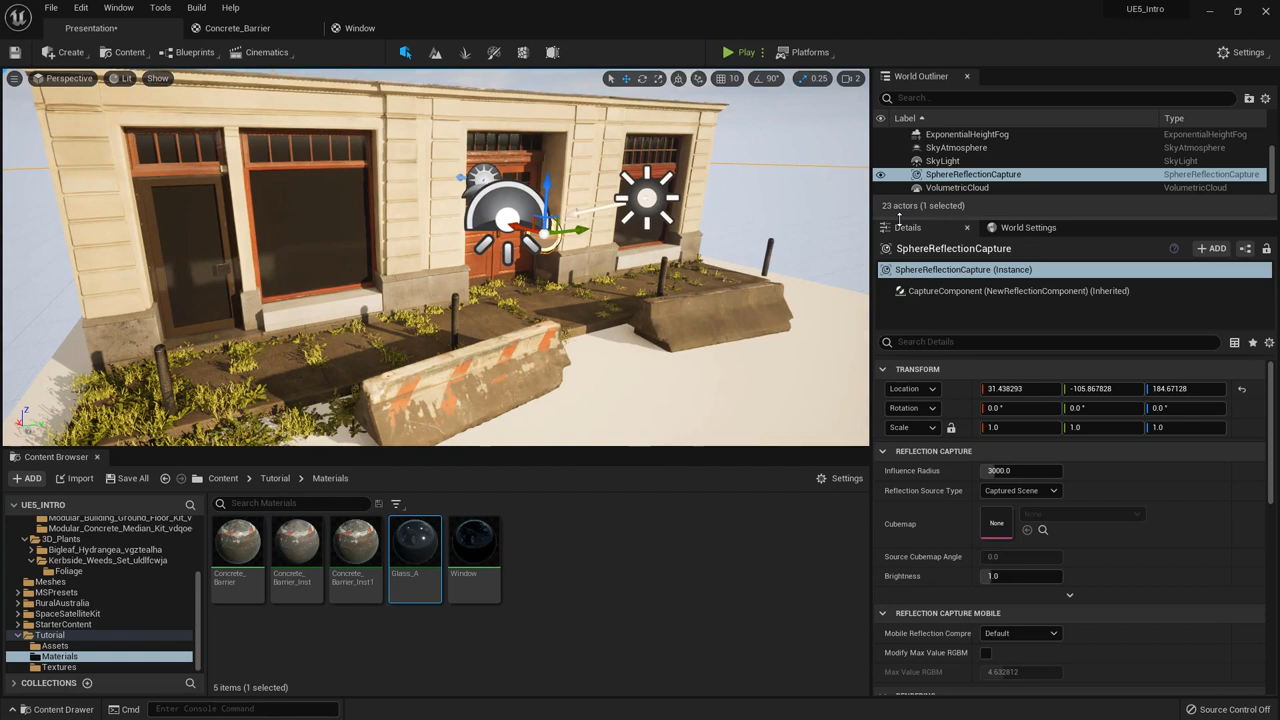 File Edit Window Tools Build Help
UE5_Intro
Presentation* Concrete_Barrier Window
Create Content Blueprints Cinematics Play Platforms Settings
Perspective Lit Show 10 90° 0.25 2
World Outliner
Search...
Label Type
ExponentialHeightFog ExponentialHeightFog
SkyAtmosphere SkyAtmosphere
SkyLight SkyLight
SphereReflectionCapture SphereReflectionCapture
VolumetricCloud VolumetricCloud
23 actors (1 selected)
Details World Settings
SphereReflectionCapture + ADD
SphereReflectionCapture (Instance)
CaptureComponent (NewReflectionComponent) (Inherited)
Search Details
TRANSFORM
Location 31.438293 -105.867828 184.67128
Rotation 0.0 ° 0.0 ° 0.0 °
Scale 1.0 1.0 1.0
REFLECTION CAPTURE
Influence Radius 3000.0
Reflection Source Type Captured Scene
Cubemap None None
Source Cubemap Angle 0.0
Brightness 1.0
REFLECTION CAPTURE MOBILE
Mobile Reflection Compre Default
Modify Max Value RGBM
Max Value RGBM 4.632812
Content Browser
+ ADD Import Save All Content Tutorial Materials Settings
UE5_INTRO
Modular_Building_Ground_Floor_Kit_v
Modular_Concrete_Median_Kit_vdqoe
3D_Plants
Bigleaf_Hydrangea_vgztealha
Kerbside_Weeds_Set_uldlfcwja
Foliage
Meshes
MSPresets
RuralAustralia
SpaceSatelliteKit
StarterContent
Tutorial
Assets
Materials
Textures
COLLECTIONS
Search Materials
Concrete_
Barrier
Concrete_
Barrier_Inst
Concrete_
Barrier_Inst1
Glass_A
Window
5 items (1 selected)
Content Drawer Cmd Enter Console Command Source Control Off